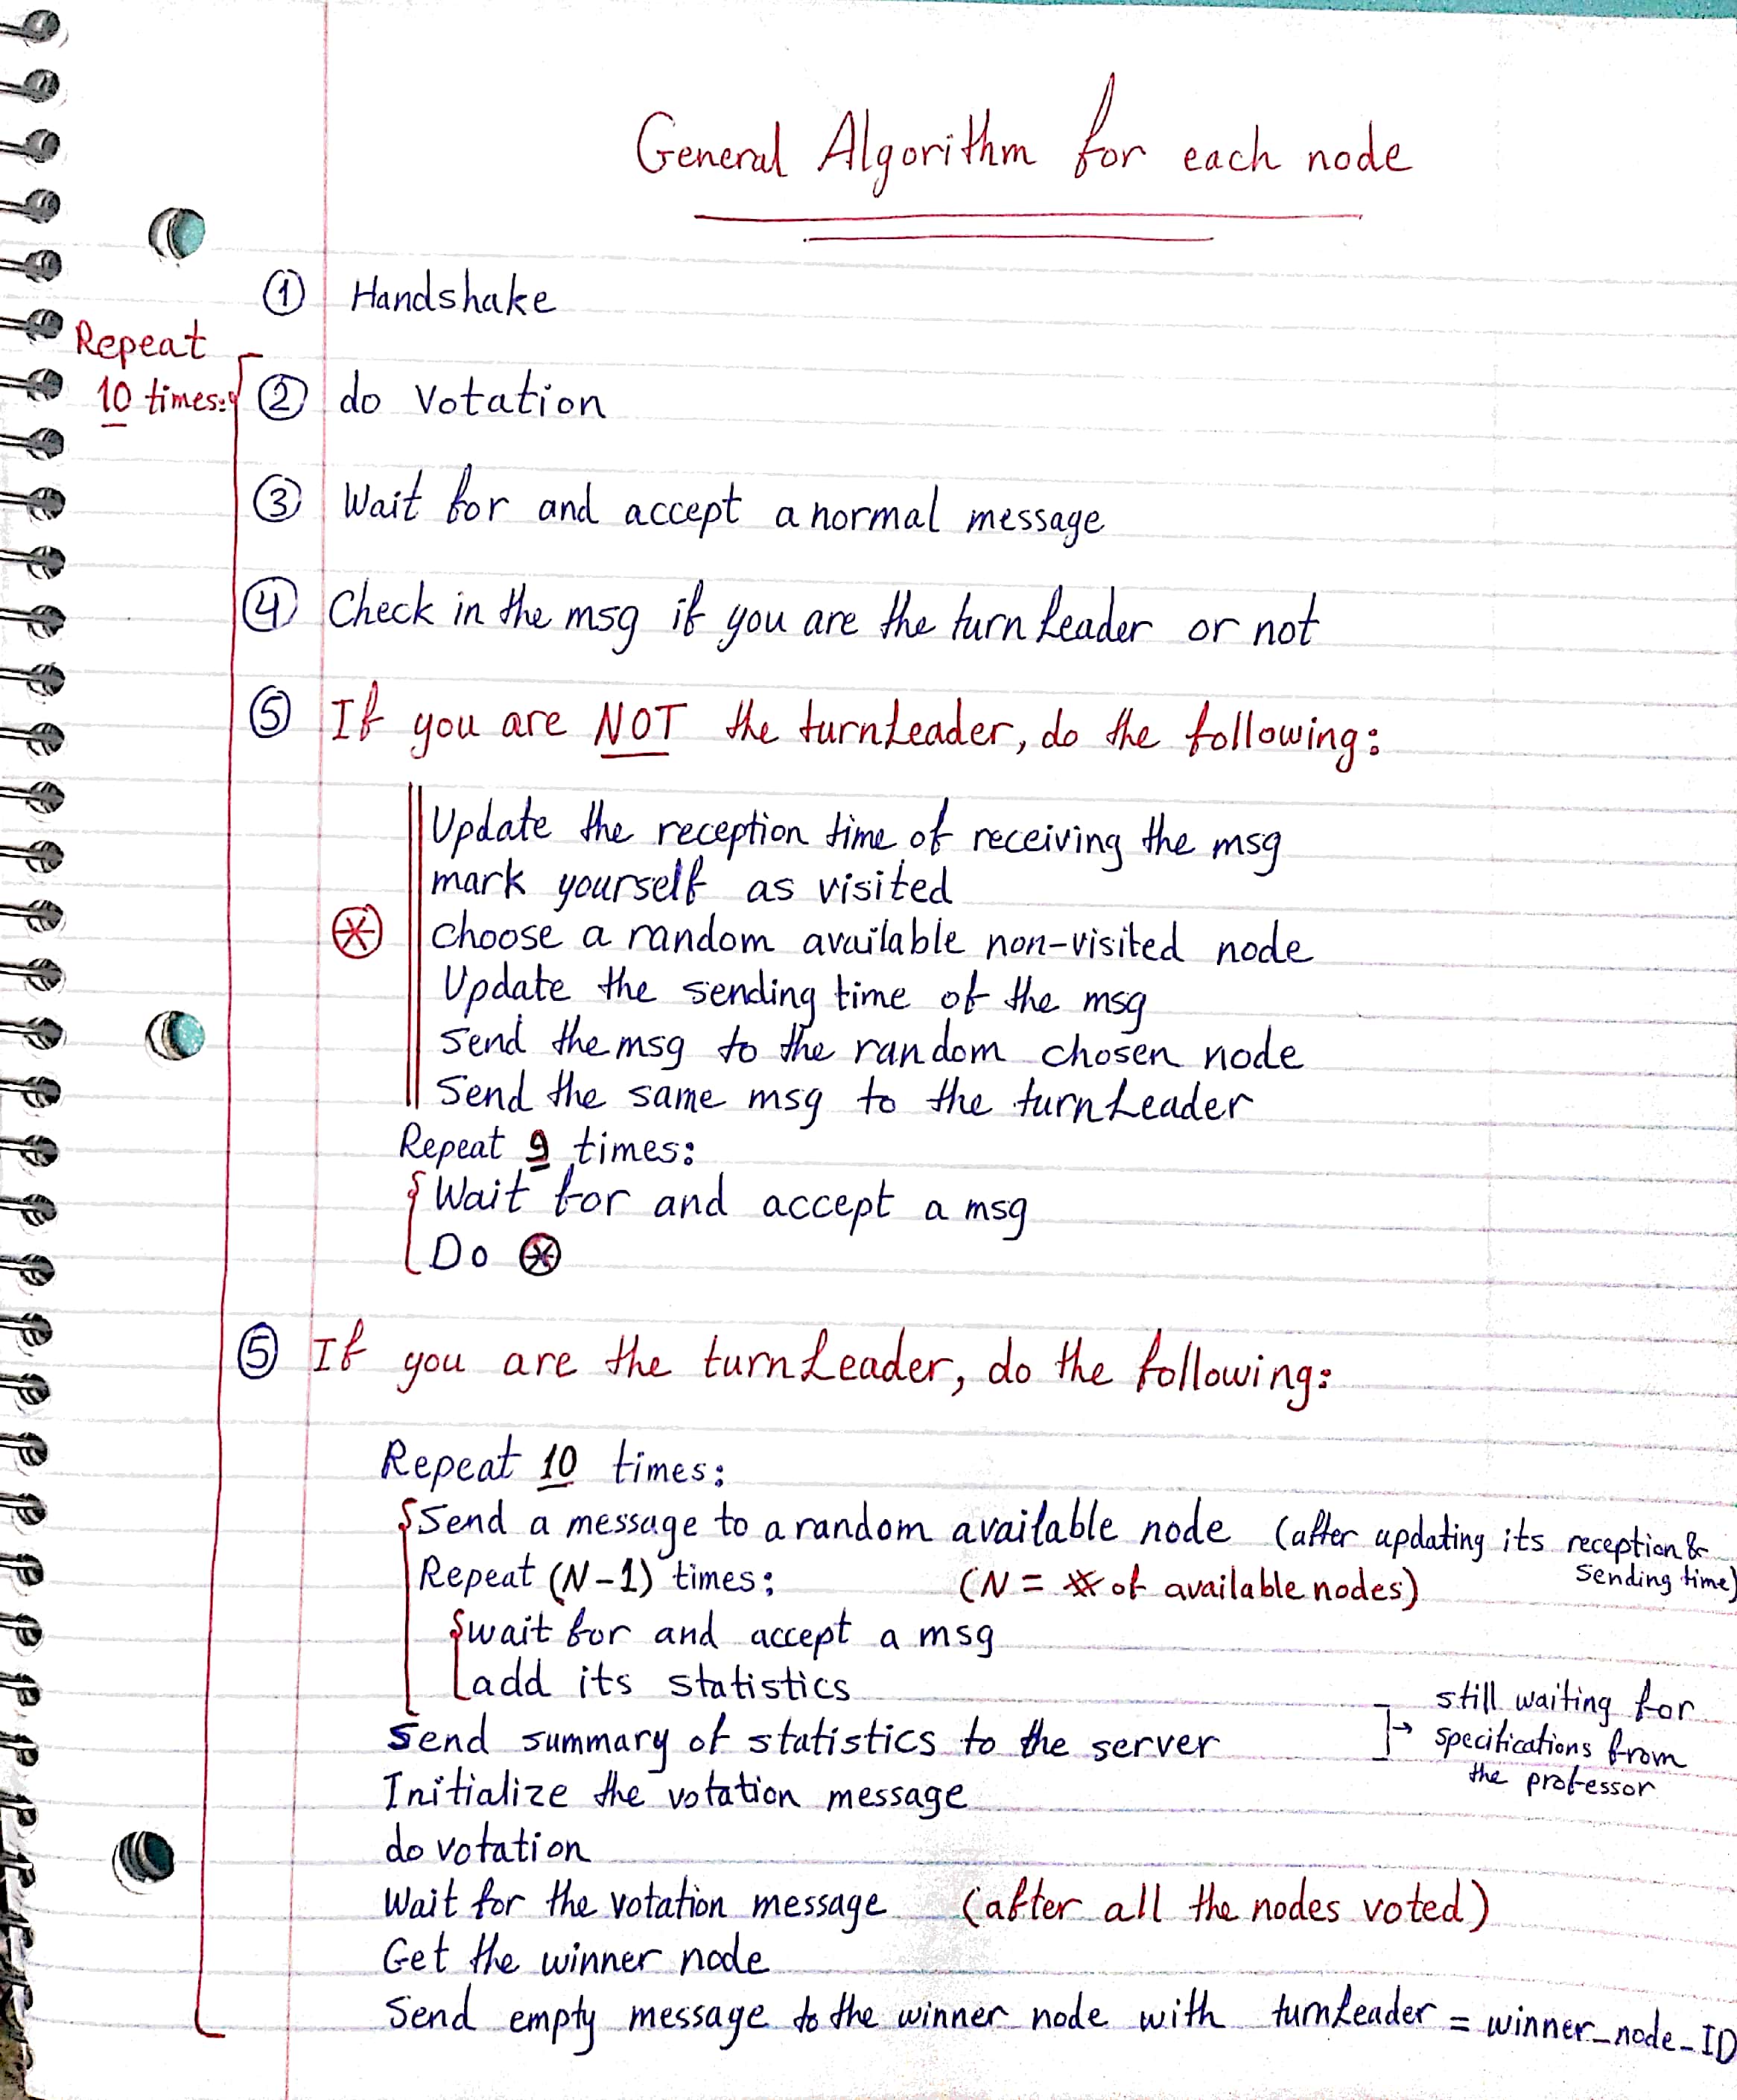 General Algorithm for each node
① Handshake
Repeat
10 times:
② do votation
③ Wait for and accept a normal message
④ Check in the msg if you are the turnLeader or not
⑤ If you are NOT the turnLeader, do the following:
Update the reception time of receiving the msg
mark yourself as visited
⊛ choose a random available non-visited node
Update the sending time of the msg
Send the msg to the random chosen node
Send the same msg to the turnLeader
Repeat 9 times:
Wait for and accept a msg
Do ⊛
⑤ If you are the turnLeader, do the following:
Repeat 10 times:
Send a message to a random available node (after updating its reception &
sending time)
Repeat (N-1) times: (N = # of available nodes)
wait for and accept a msg
add its statistics
Send summary of statistics to the server
still waiting for
specifications from
the professor
Initialize the votation message
do votation
Wait for the votation message (after all the nodes voted)
Get the winner node
Send empty message to the winner node with turnLeader = winner_node_ID